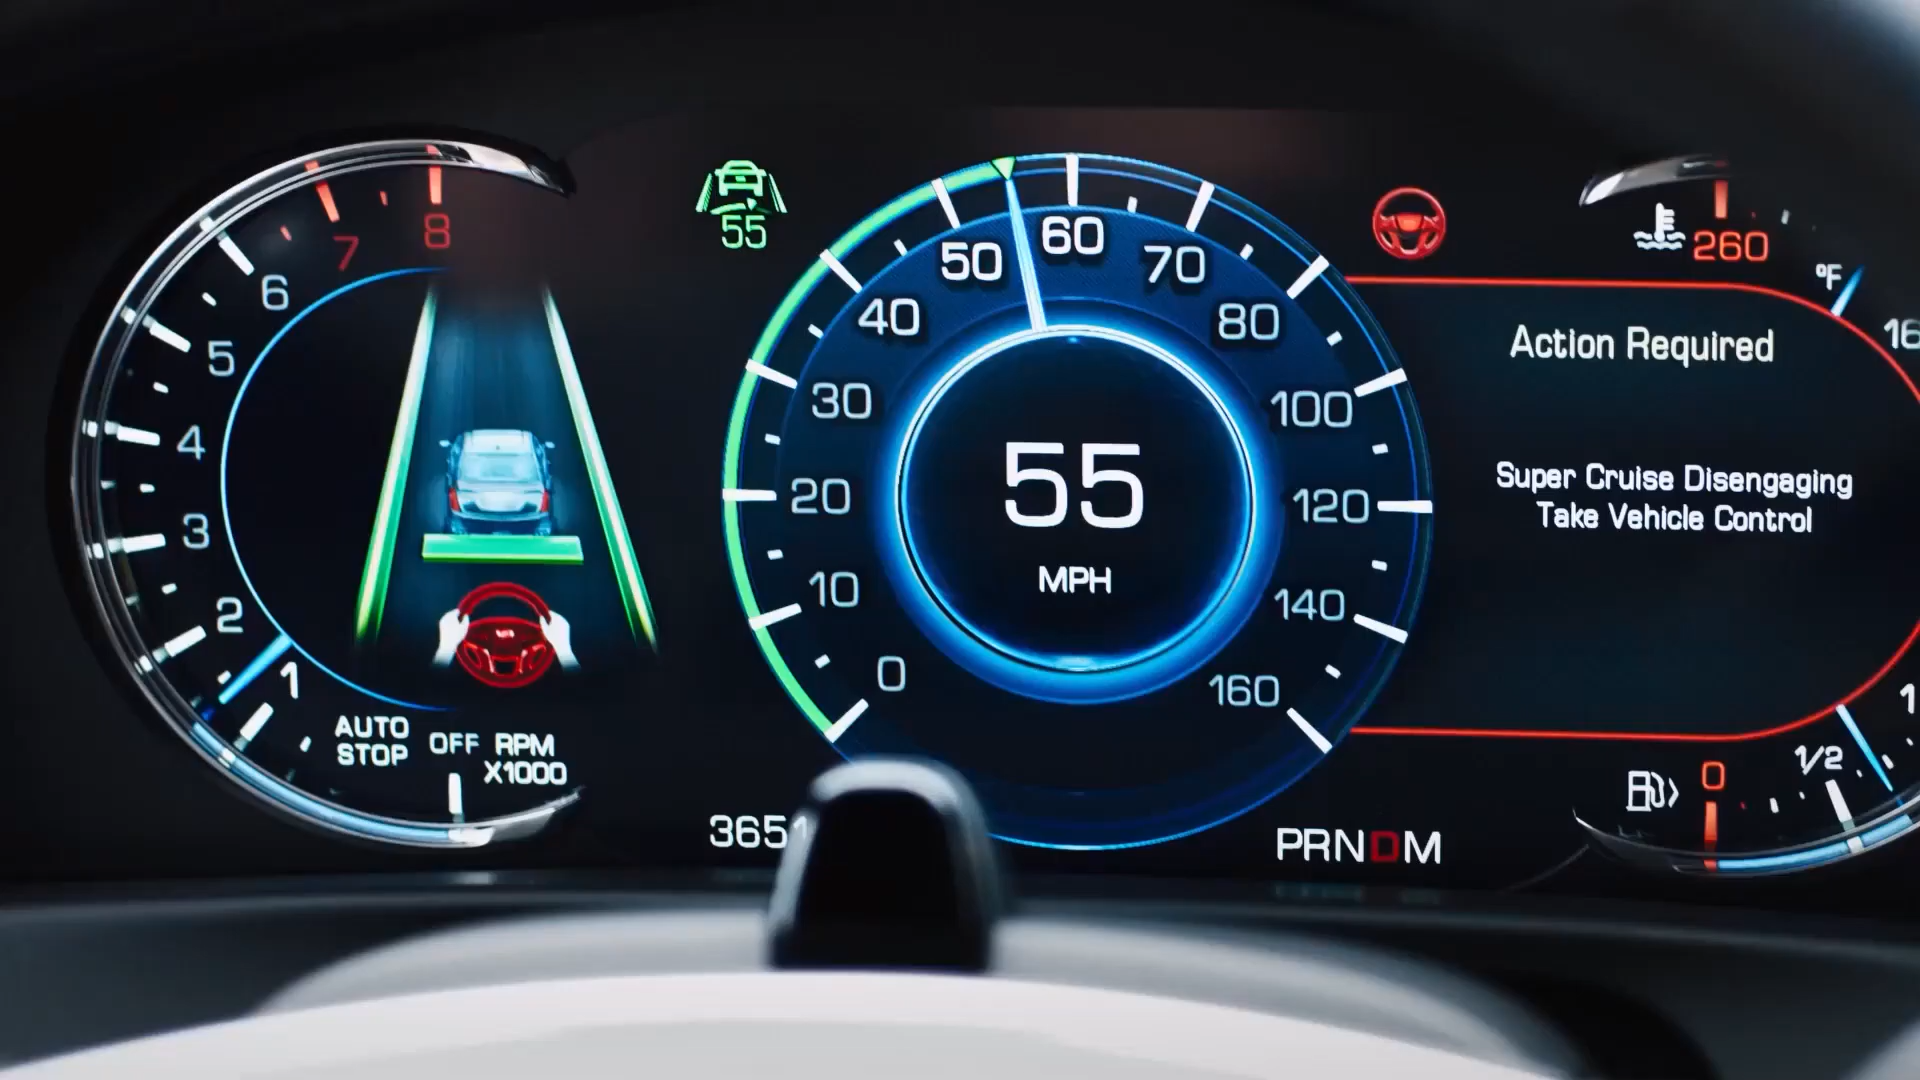 8
7
6
5
4
3
2
1
AUTO
STOP
OFF
RPM
X1000
55
0
10
20
30
40
50
60
70
80
100
120
140
160
55
MPH
PRNDM
260
°F
Action Required
Super Cruise Disengaging
Take Vehicle Control
0
1/2